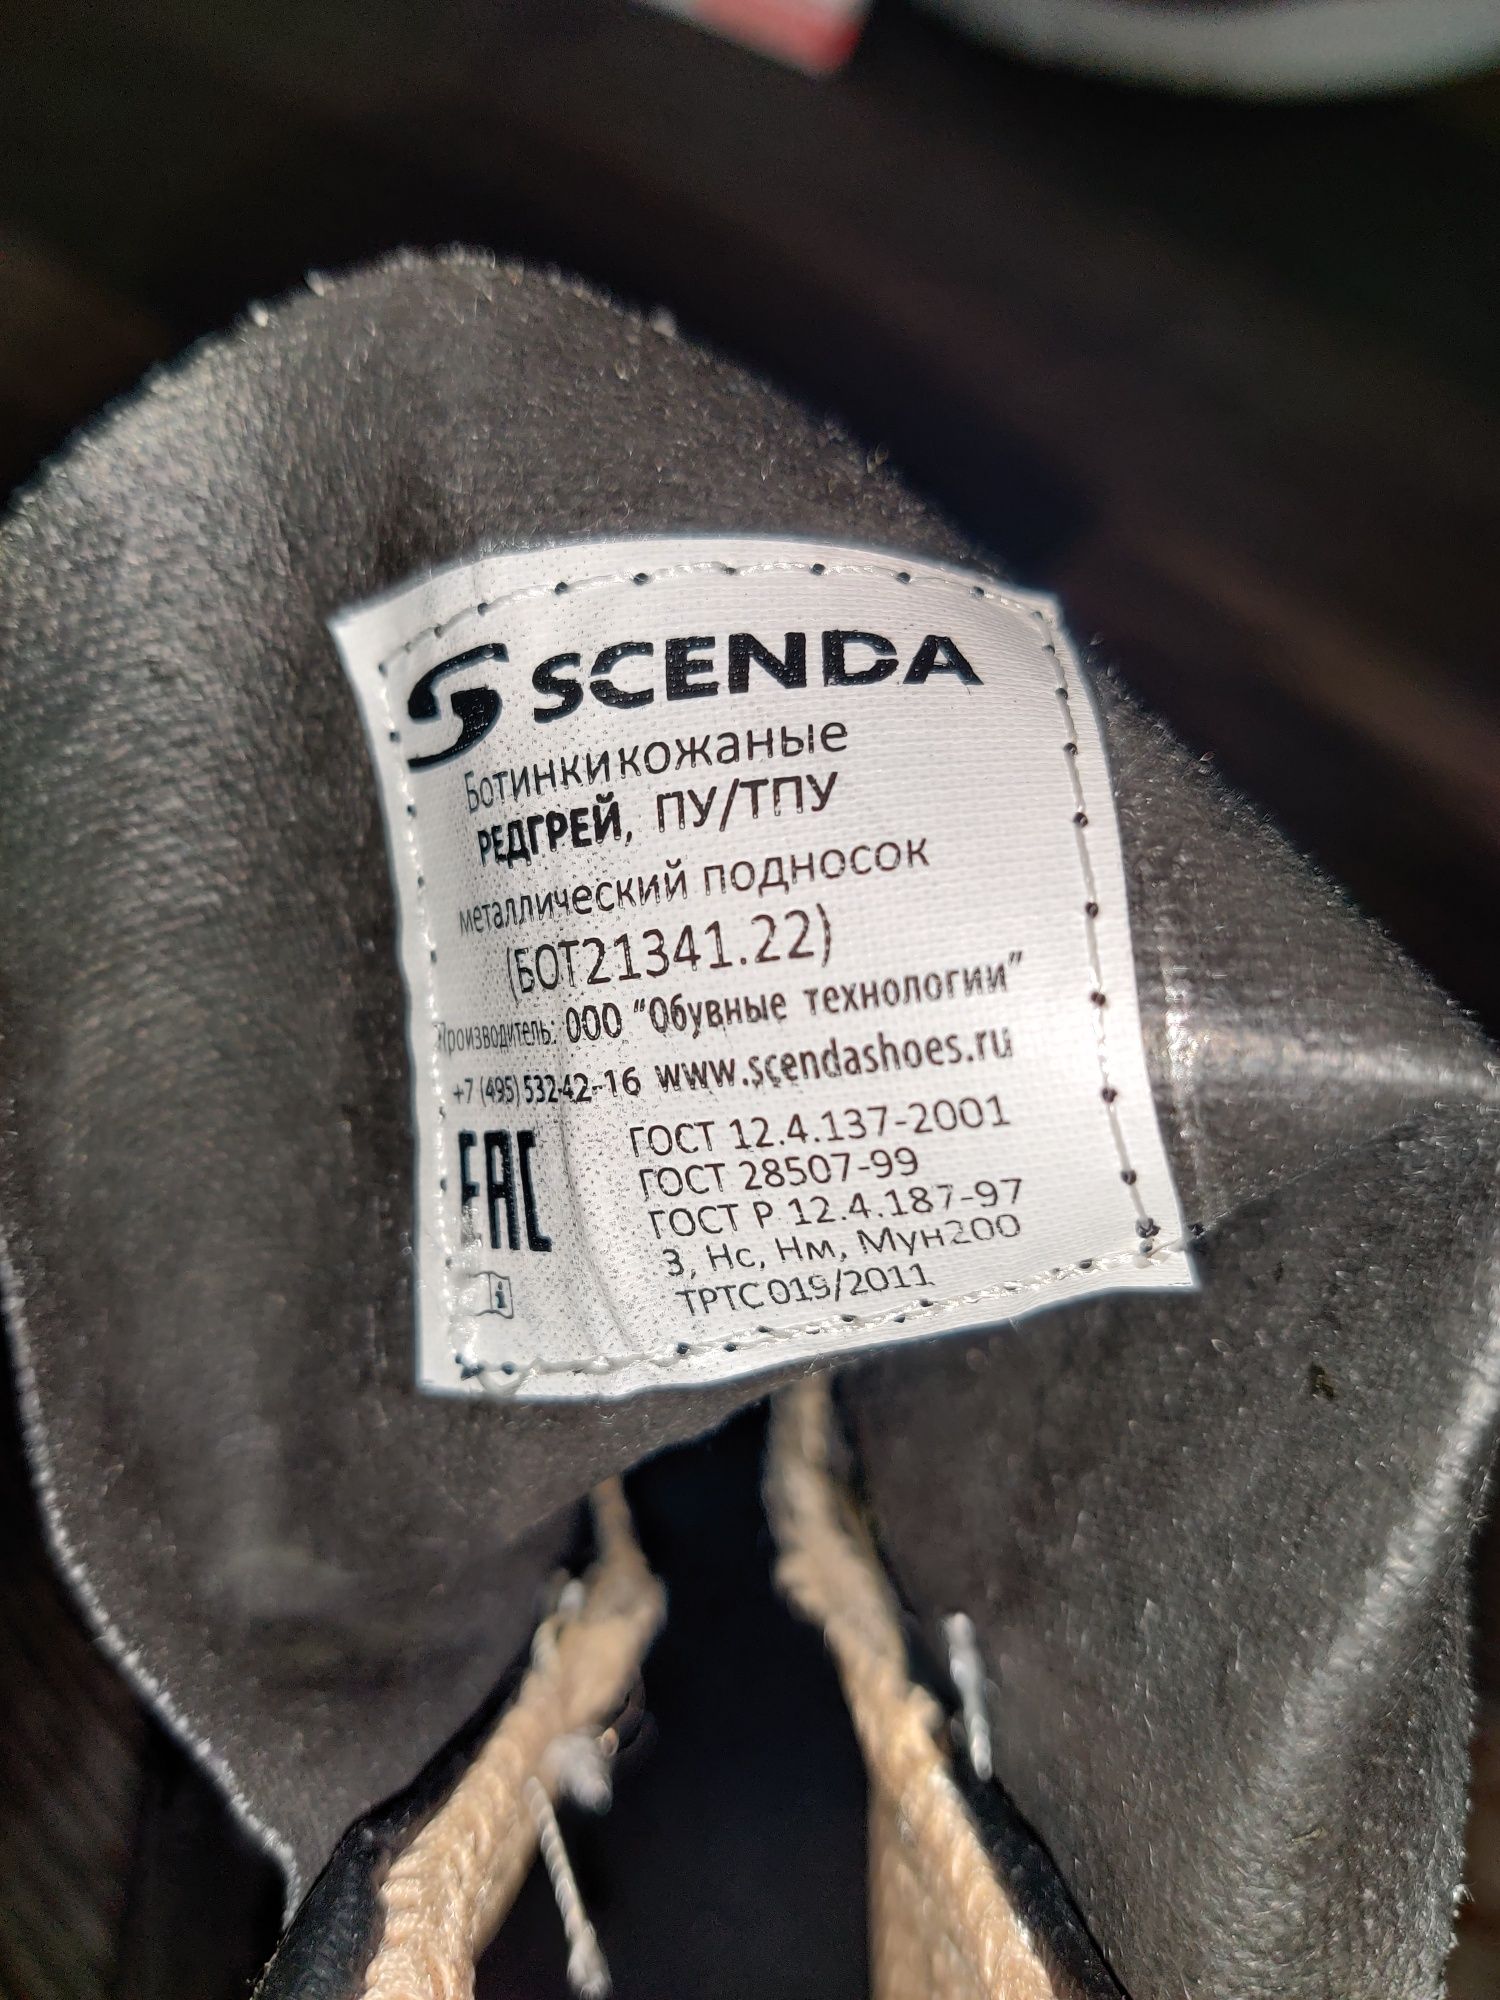 SCENDA
Ботинки кожаные
РЕДГРЕЙ, ПУ/ТПУ
металлический подносок
(БОТ21341.22)
Производитель: ООО "Обувные технологии"
+7 (495) 532-42-16 www.scendashoes.ru
EAC
ГОСТ 12.4.137-2001
ГОСТ 28507-99
ГОСТ Р 12.4.187-97
З, Нс, Нм, Мун200
i
ТРТС 019/2011